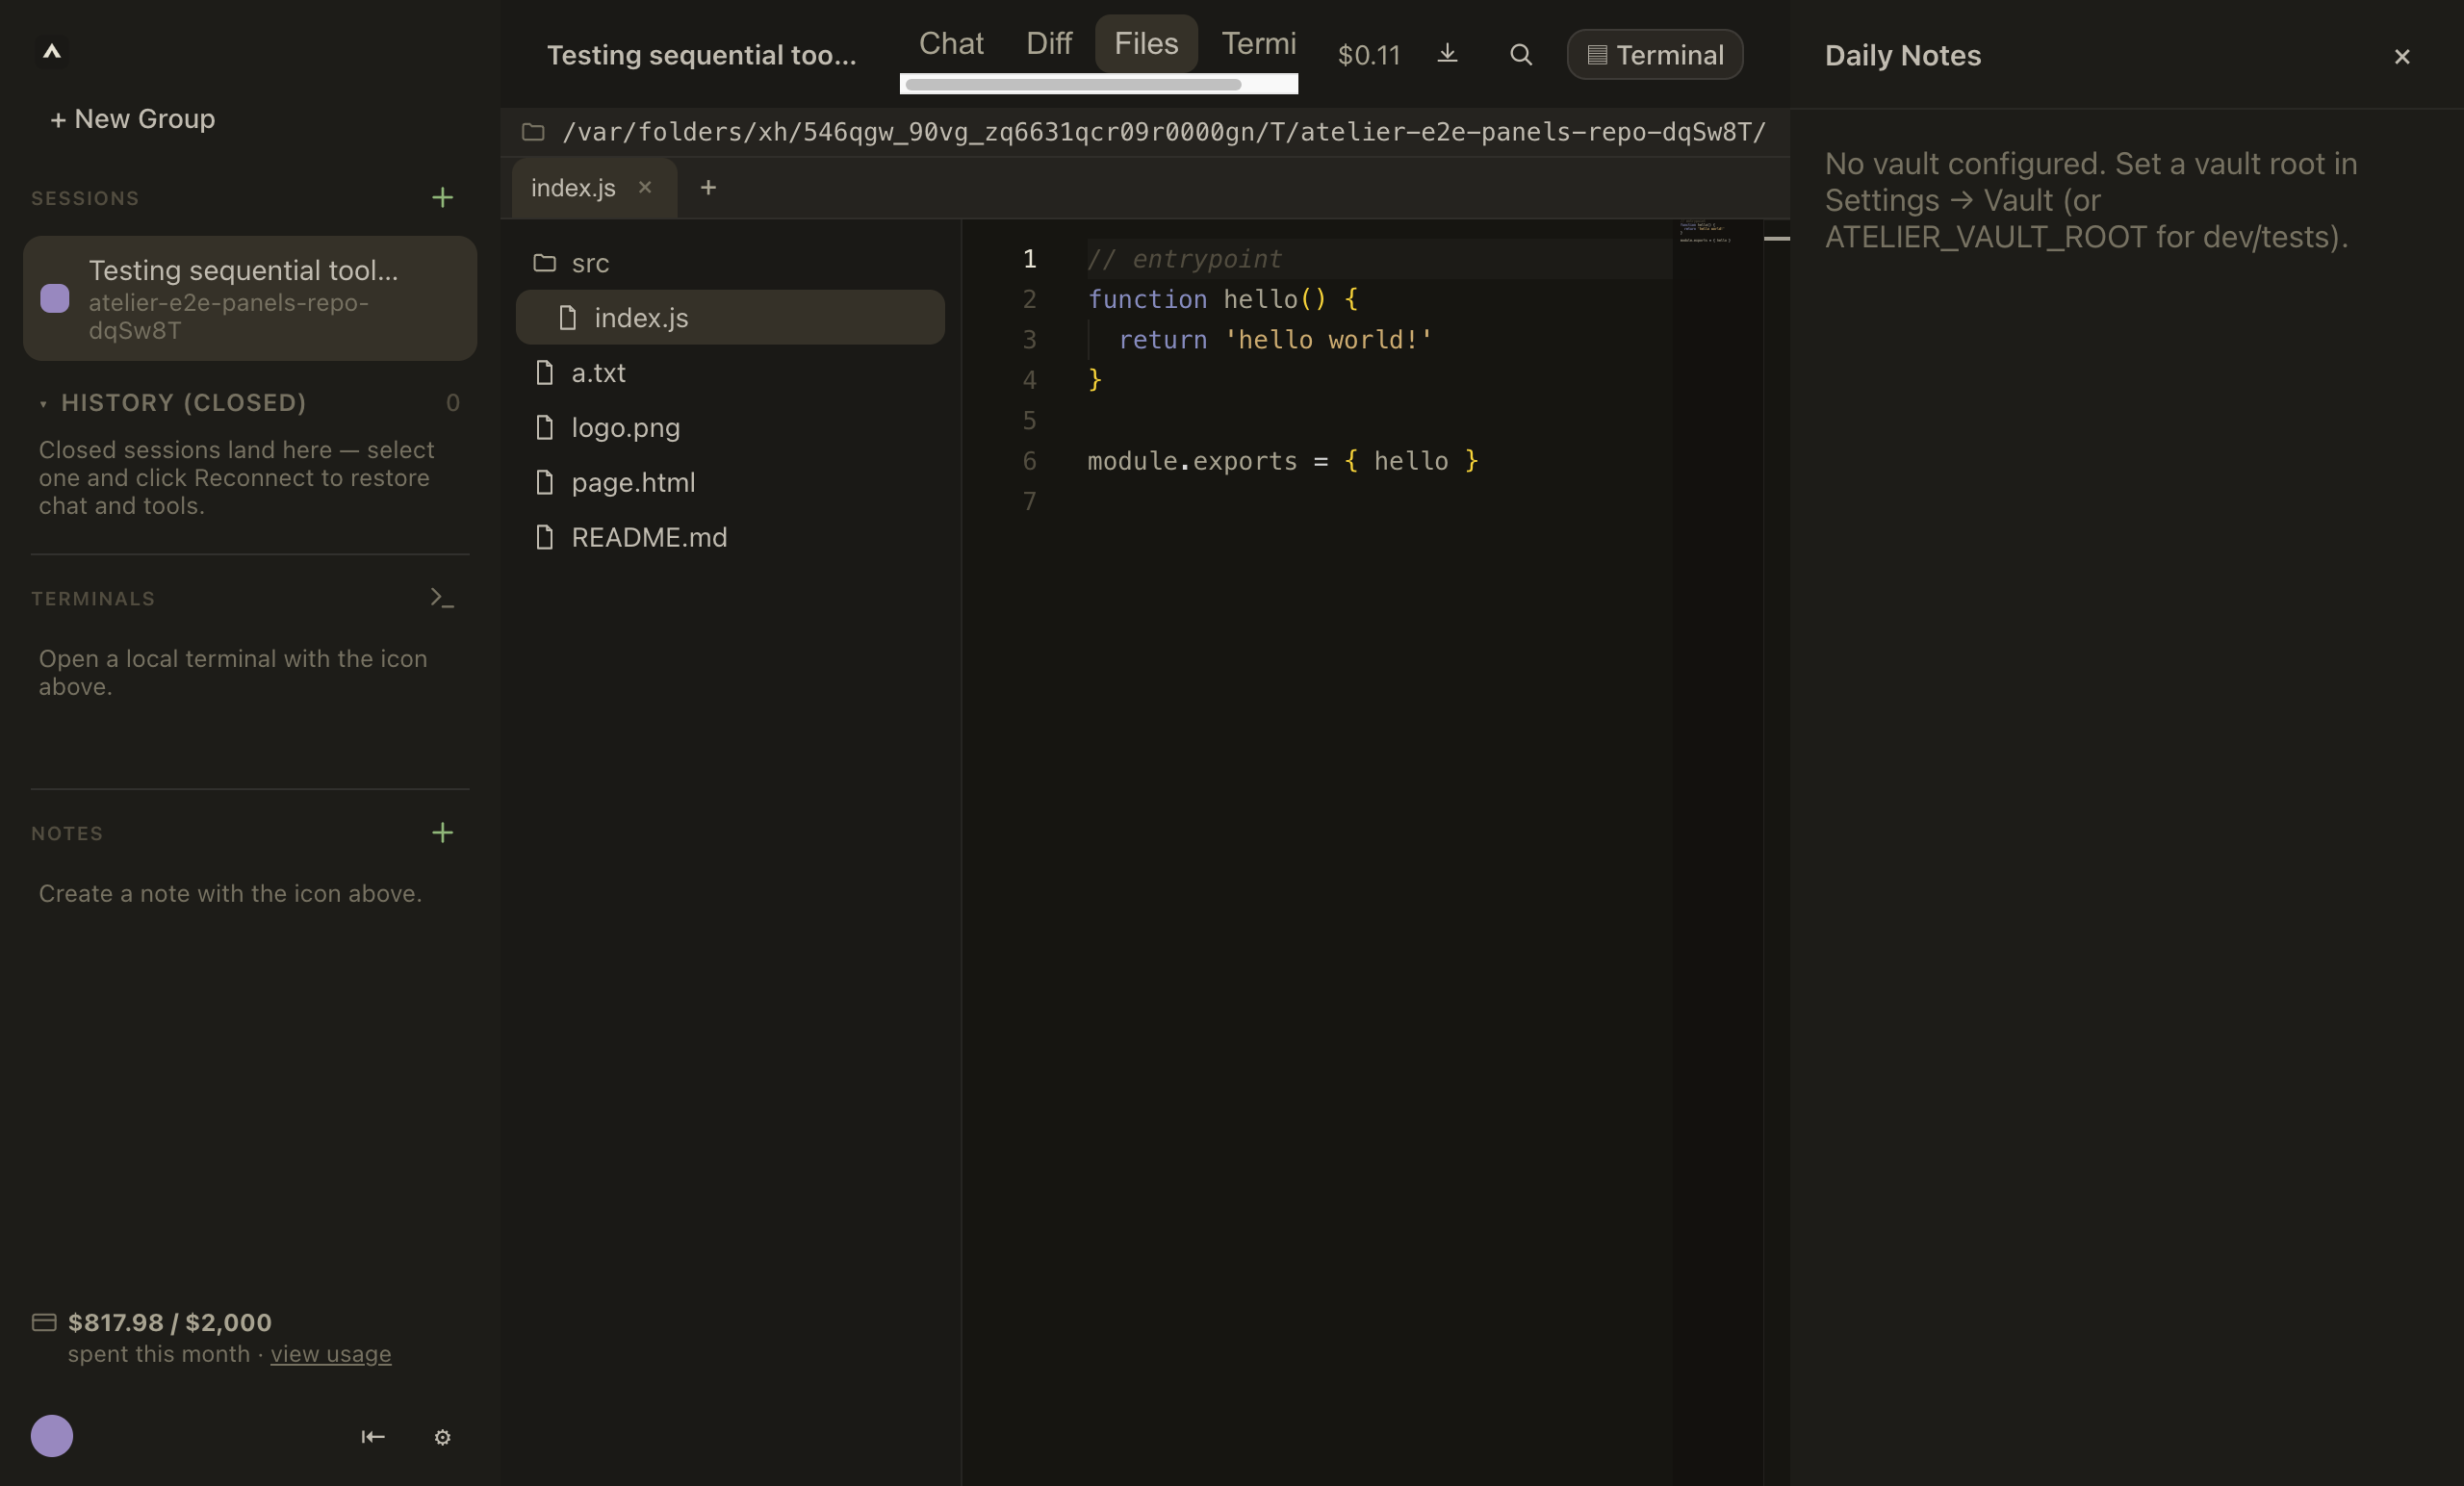 + New Group
SESSIONS
Testing sequential tool...
atelier-e2e-panels-repo-
dqSw8T
HISTORY (CLOSED) 0
Closed sessions land here — select
one and click Reconnect to restore
chat and tools.
TERMINALS
Open a local terminal with the icon
above.
NOTES
Create a note with the icon above.
$817.98 / $2,000
spent this month · view usage
Testing sequential too...
Chat Diff Files Termi
$0.11
Terminal
/var/folders/xh/546qgw_90vg_zq6631qcr09r0000gn/T/atelier-e2e-panels-repo-dqSw8T/
index.js × +
src
index.js
a.txt
logo.png
page.html
README.md
1 // entrypoint
2 function hello() {
3 return 'hello world!'
4 }
5
6 module.exports = { hello }
7
Daily Notes ×
No vault configured. Set a vault root in
Settings → Vault (or
ATELIER_VAULT_ROOT for dev/tests).